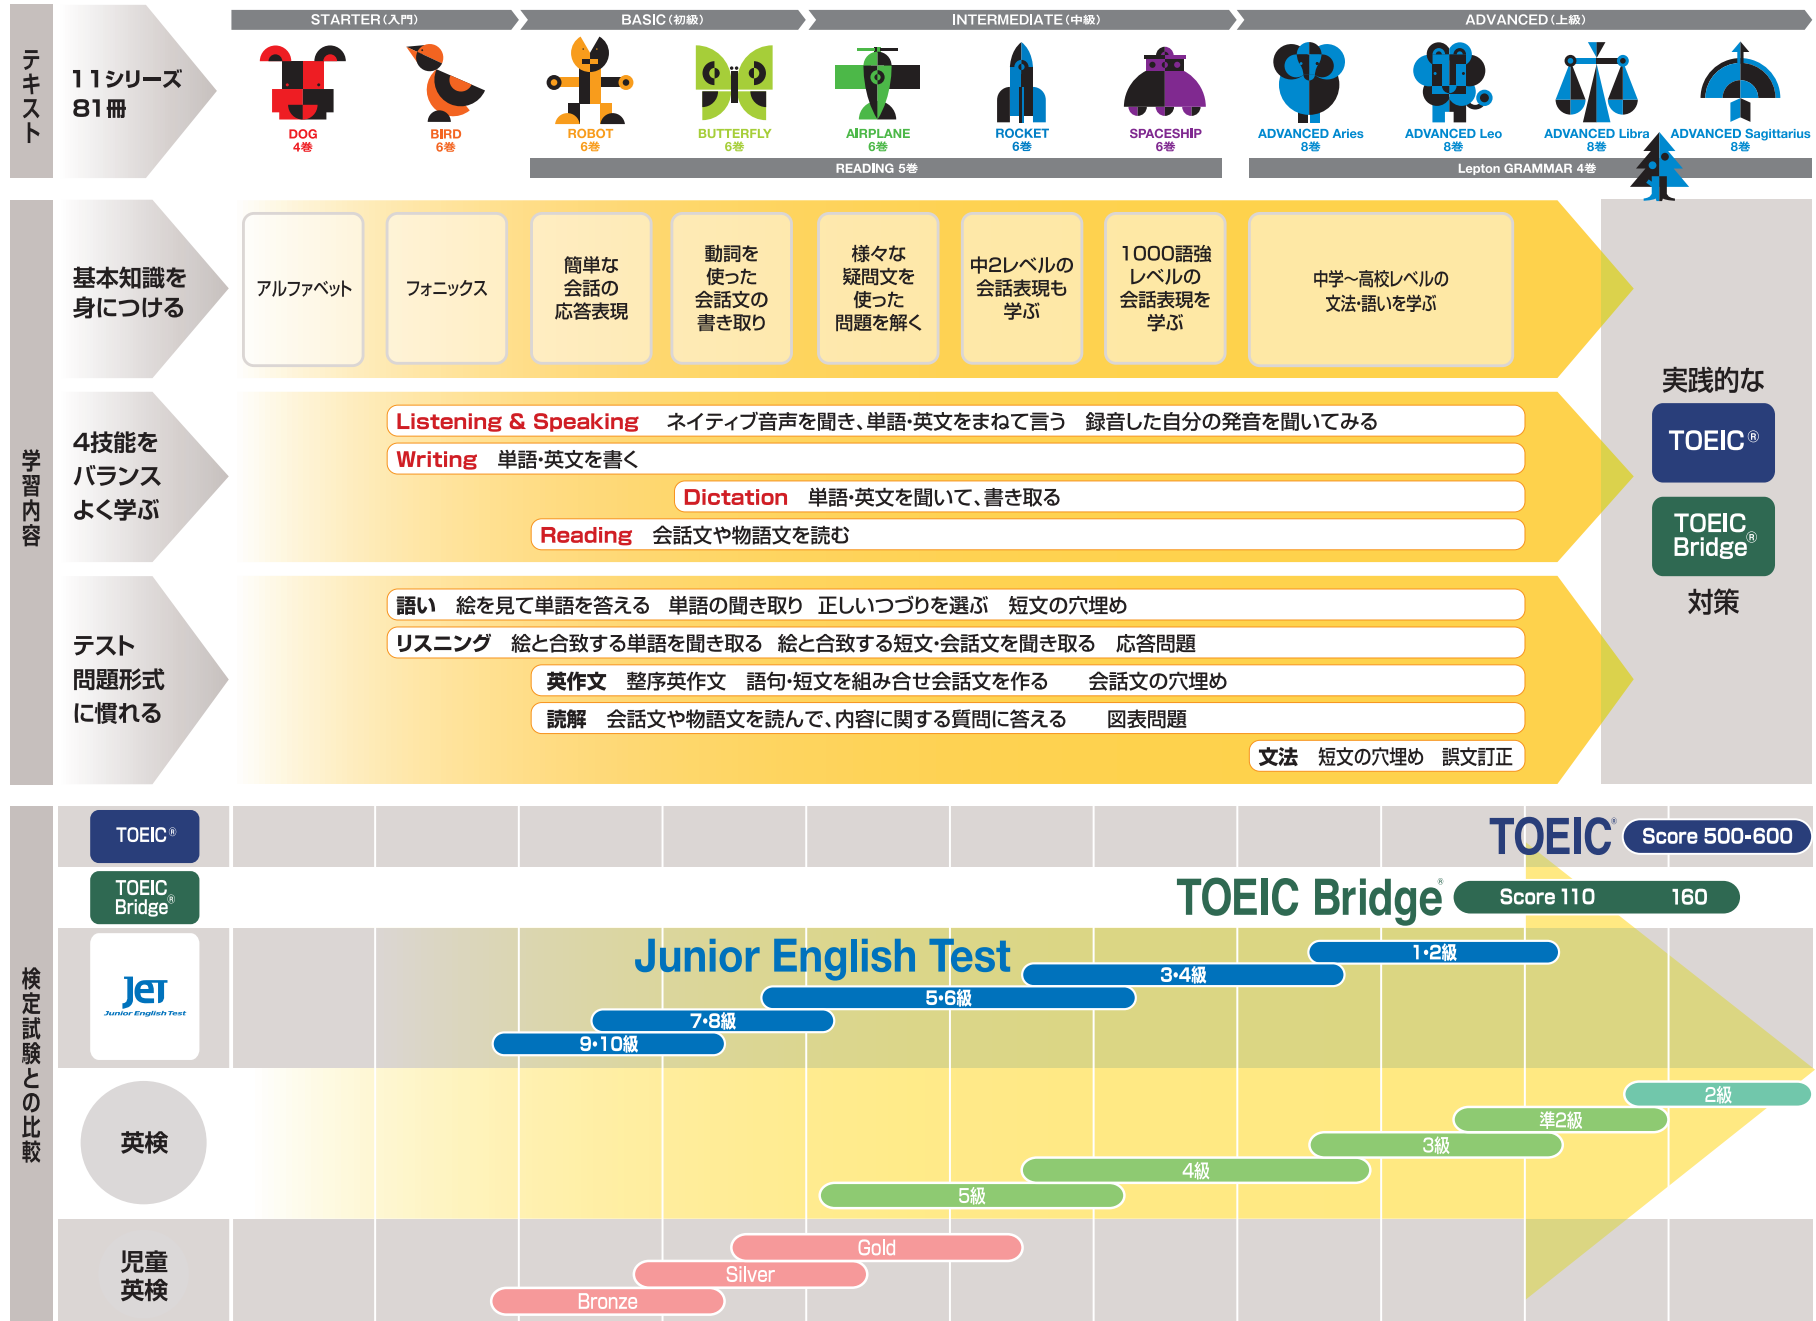 テキスト
11シリーズ
81冊
STARTER（入門）
BASIC（初級）
INTERMEDIATE（中級）
ADVANCED（上級）
DOG
4巻
BIRD
6巻
ROBOT
6巻
BUTTERFLY
6巻
AIRPLANE
6巻
ROCKET
6巻
SPACESHIP
6巻
ADVANCED Aries
8巻
ADVANCED Leo
8巻
ADVANCED Libra
8巻
ADVANCED Sagittarius
8巻
READING 5巻
Lepton GRAMMAR 4巻
学習内容
基本知識を
身につける
アルファベット
フォニックス
簡単な
会話の
応答表現
動詞を
使った
会話文の
書き取り
様々な
疑問文を
使った
問題を解く
中2レベルの
会話表現も
学ぶ
1000語強
レベルの
会話表現を
学ぶ
中学〜高校レベルの
文法・語いを学ぶ
4技能を
バランス
よく学ぶ
Listening & Speaking ネイティブ音声を聞き、単語・英文をまねて言う 録音した自分の発音を聞いてみる
Writing 単語・英文を書く
Dictation 単語・英文を聞いて、書き取る
Reading 会話文や物語文を読む
テスト
問題形式
に慣れる
語い 絵を見て単語を答える 単語の聞き取り 正しいつづりを選ぶ 短文の穴埋め
リスニング 絵と合致する単語を聞き取る 絵と合致する短文・会話文を聞き取る 応答問題
英作文 整序英作文 語句・短文を組み合せ会話文を作る 会話文の穴埋め
読解 会話文や物語文を読んで、内容に関する質問に答える 図表問題
文法 短文の穴埋め 誤文訂正
実践的な
TOEIC®
TOEIC
Bridge®
対策
検定試験との比較
TOEIC®
TOEIC® Score 500-600
TOEIC
Bridge®
TOEIC Bridge® Score 110 160
JET
Junior English Test
Junior English Test
1・2級
3・4級
5・6級
7・8級
9・10級
英検
2級
準2級
3級
4級
5級
児童
英検
Gold
Silver
Bronze